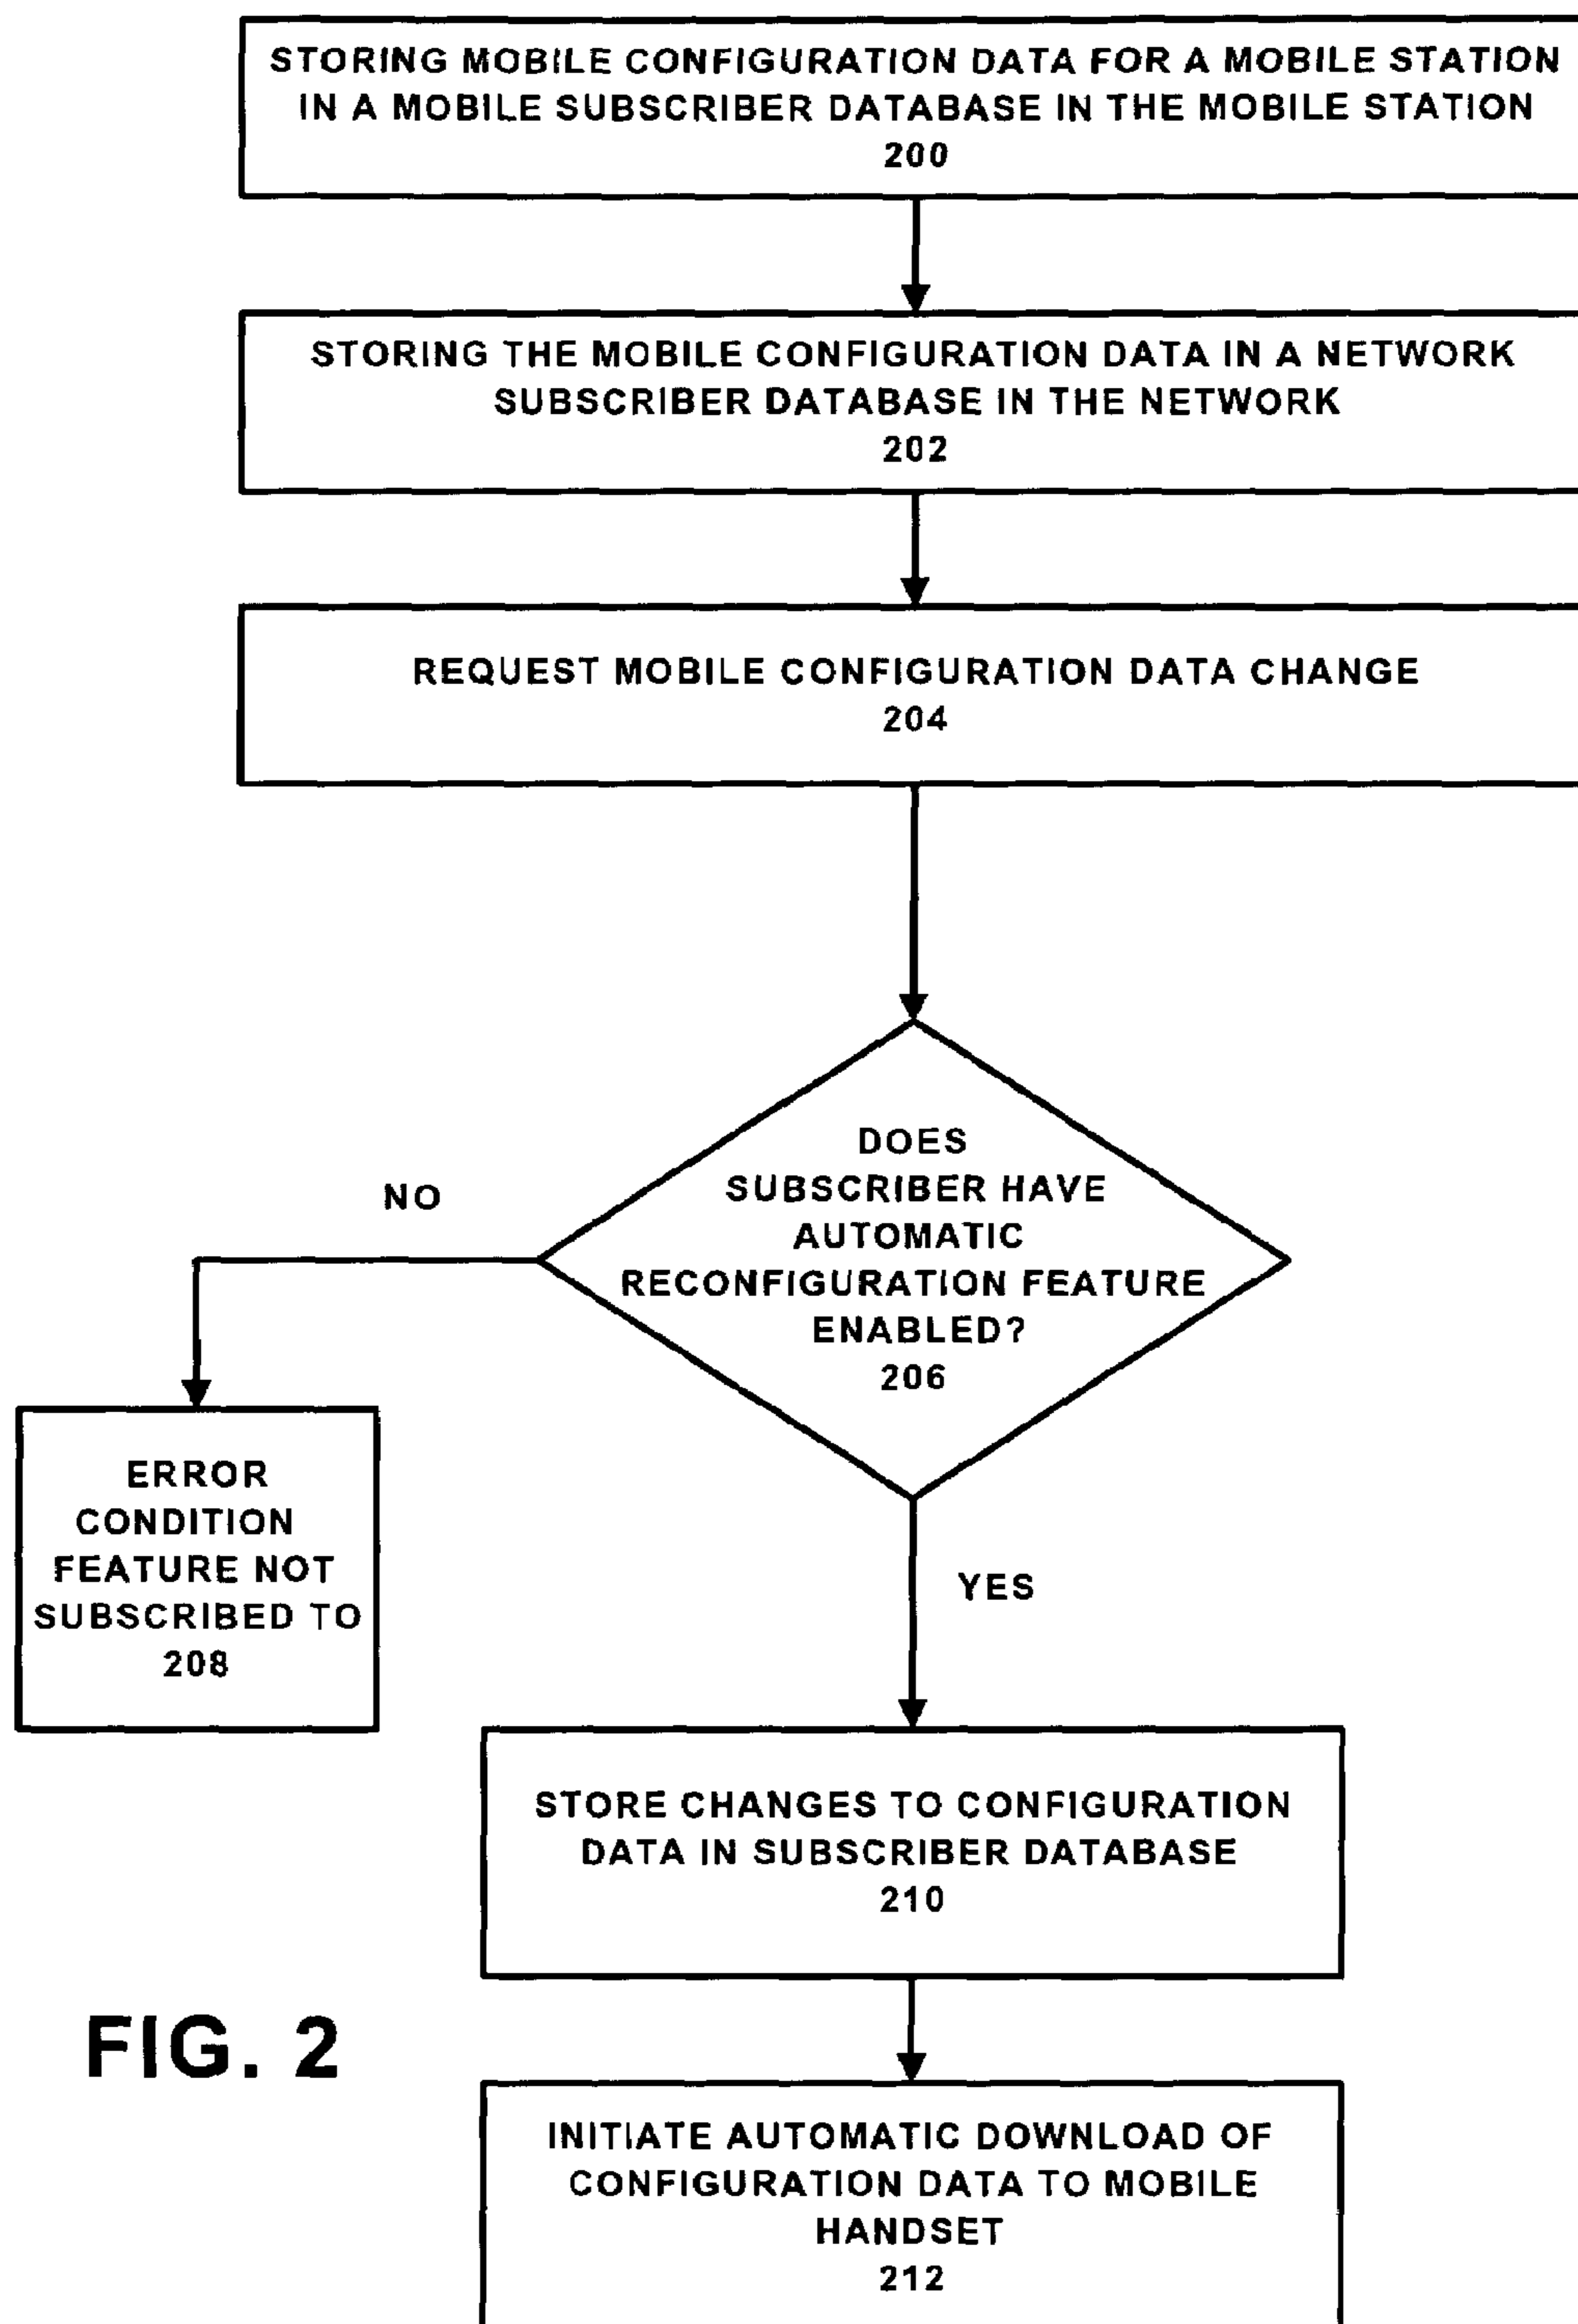 STORING MOBILE CONFIGURATION DATA FOR A MOBILE STATION
IN A MOBILE SUBSCRIBER DATABASE IN THE MOBILE STATION
200
STORING THE MOBILE CONFIGURATION DATA IN A NETWORK
SUBSCRIBER DATABASE IN THE NETWORK
202
REQUEST MOBILE CONFIGURATION DATA CHANGE
204
DOES
SUBSCRIBER HAVE
AUTOMATIC
RECONFIGURATION FEATURE
ENABLED?
206
NO
ERROR
CONDITION
FEATURE NOT
SUBSCRIBED TO
208
YES
STORE CHANGES TO CONFIGURATION
DATA IN SUBSCRIBER DATABASE
210
FIG. 2
INITIATE AUTOMATIC DOWNLOAD OF
CONFIGURATION DATA TO MOBILE
HANDSET
212